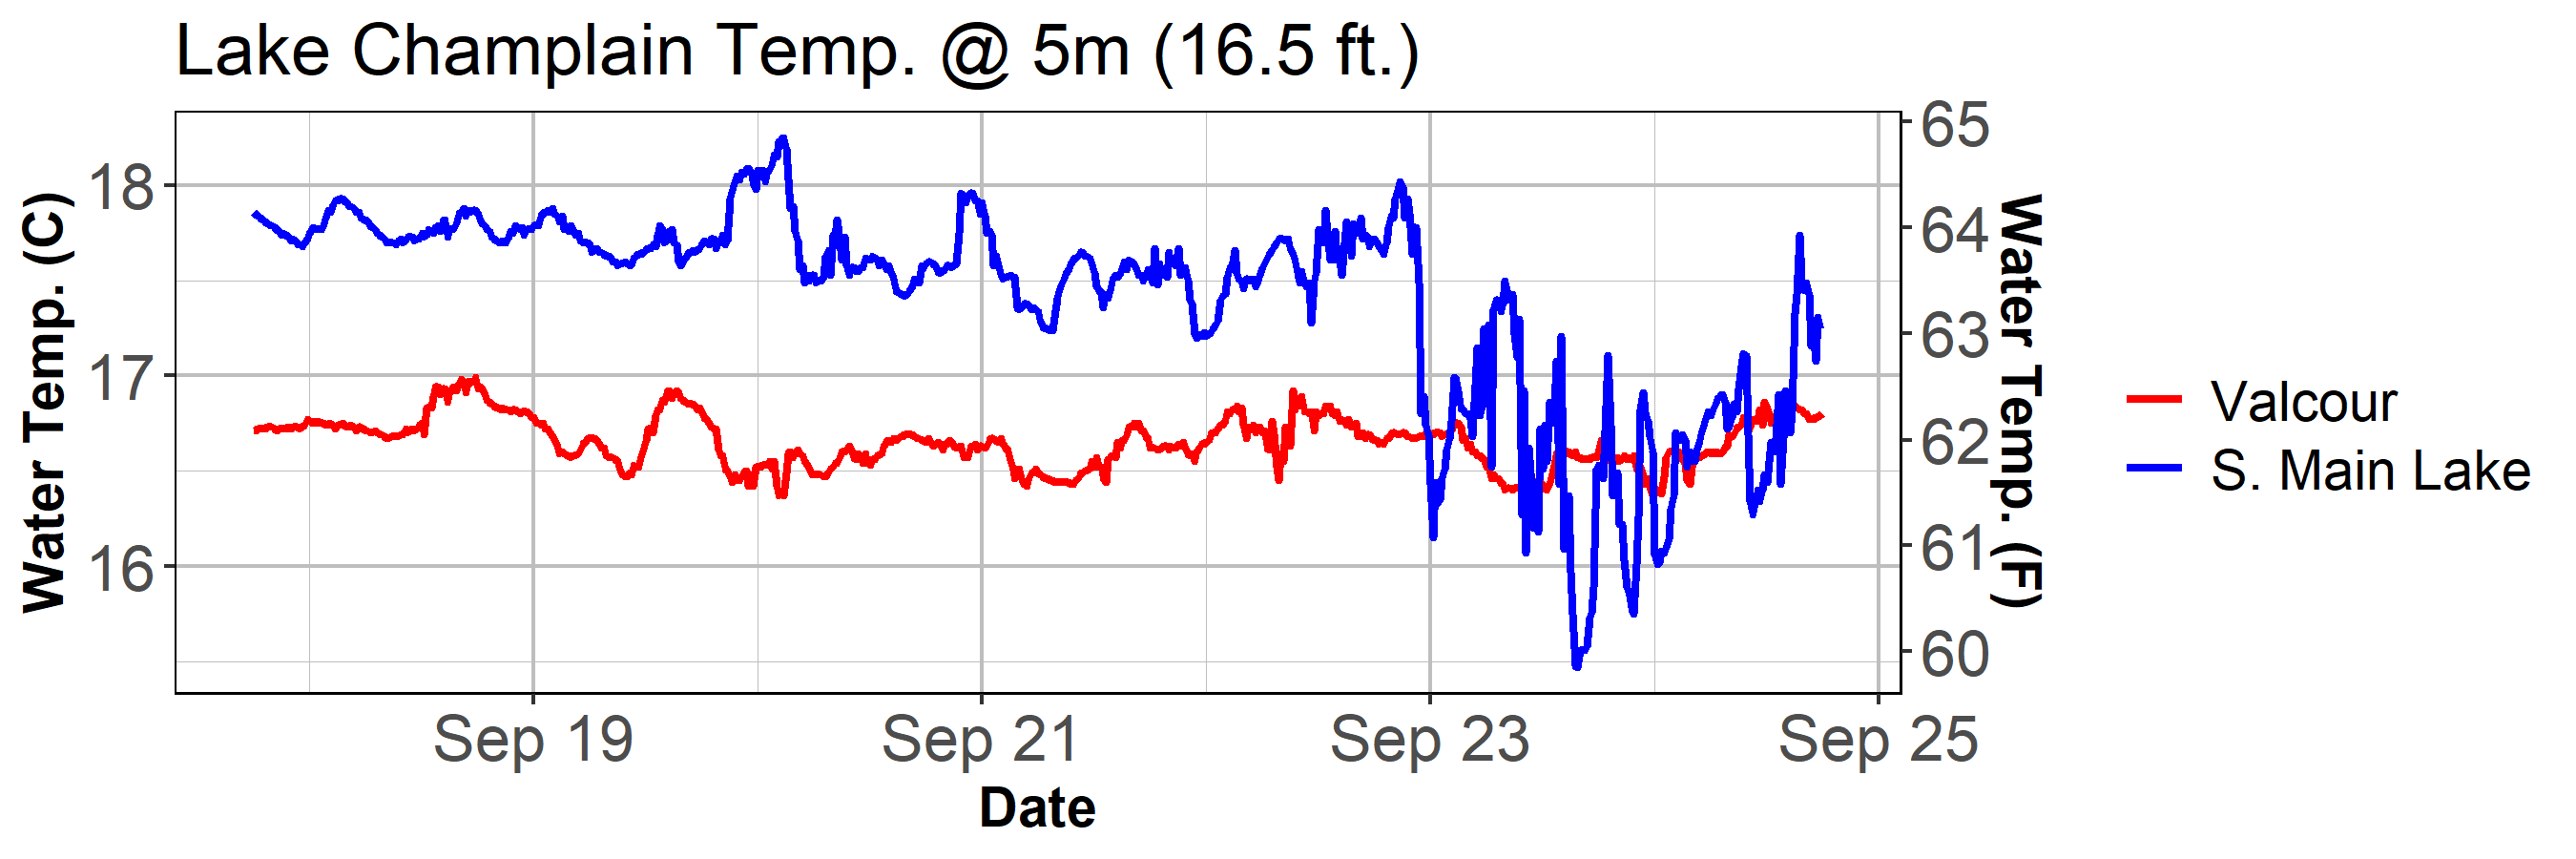 Lake Champlain Temp. @ 5m (16.5 ft.)
Water Temp. (C)
18
17
16
65
64
63
62
61
60
Water Temp. (F)
Sep 19
Sep 21
Sep 23
Sep 25
Date
Valcour
S. Main Lake